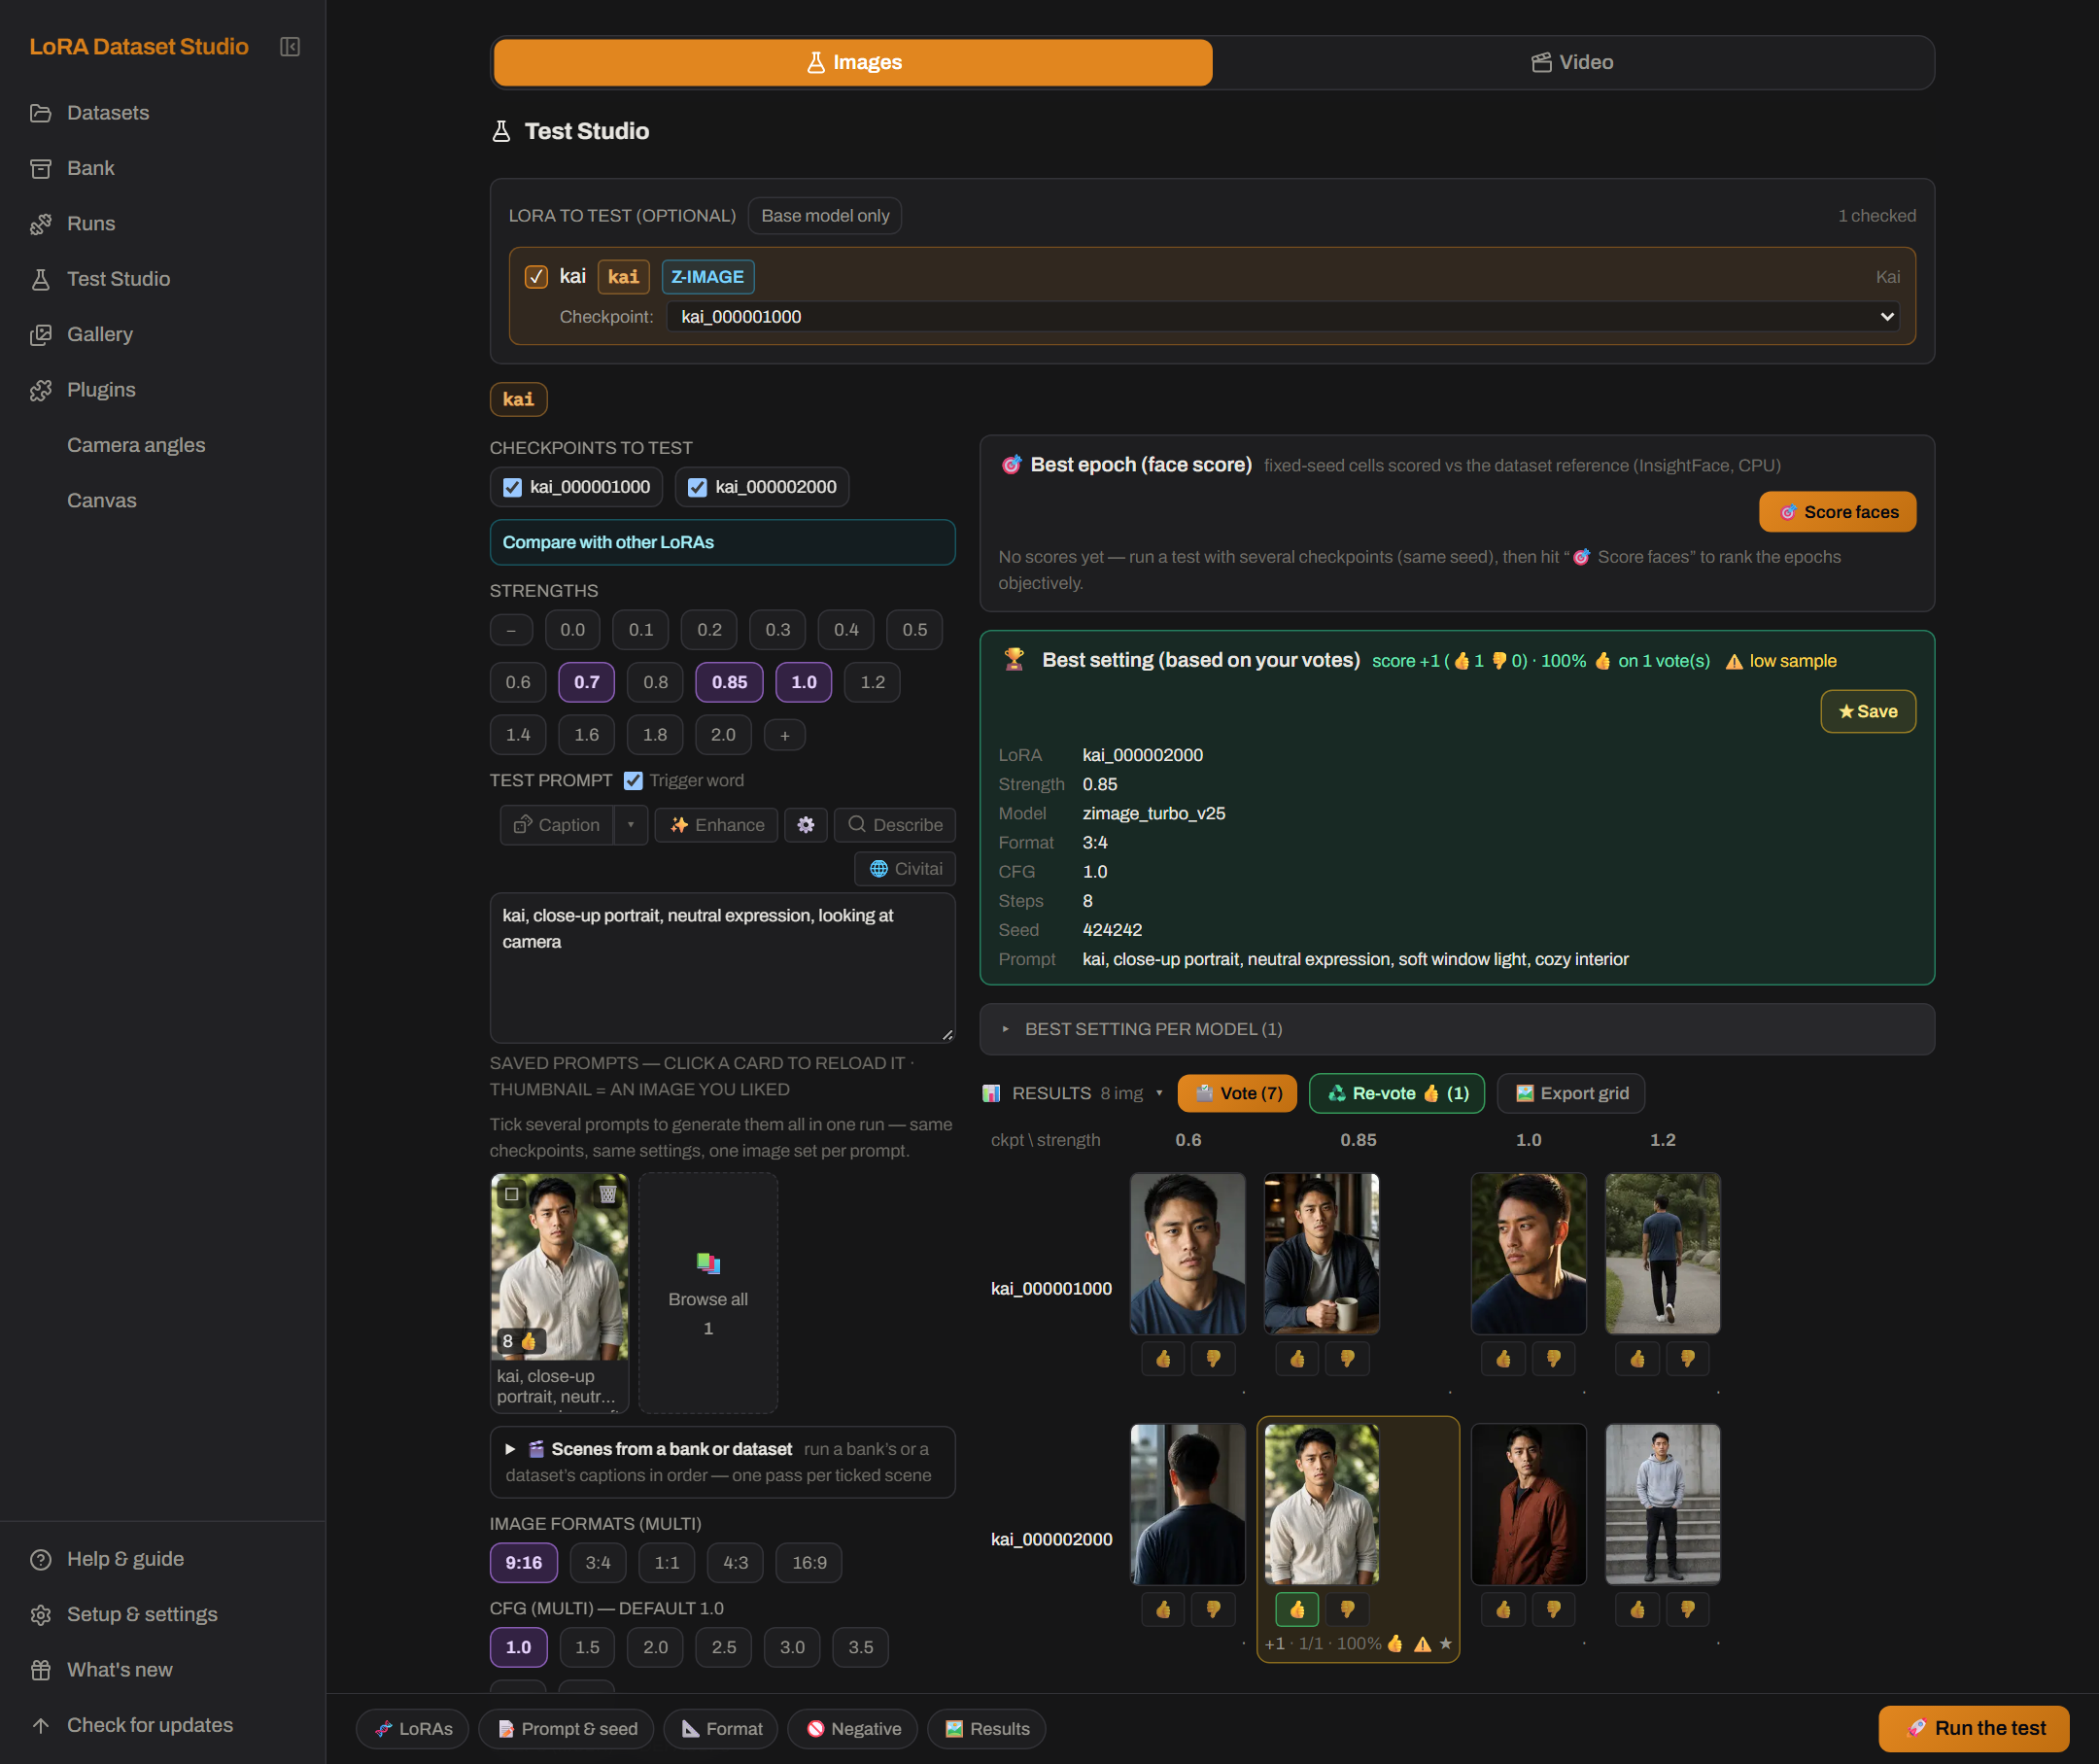 LoRA Dataset Studio
Datasets
Bank
Runs
Test Studio
Gallery
Plugins
Camera angles
Canvas
Help & guide
Setup & settings
What's new
Check for updates
Images
Video
Test Studio
LORA TO TEST (OPTIONAL)
Base model only
1 checked
kai
kai
Z-IMAGE
Kai
Checkpoint:
kai_000001000
kai
CHECKPOINTS TO TEST
kai_000001000
kai_000002000
Compare with other LoRAs
STRENGTHS
– 0.0 0.1 0.2 0.3 0.4 0.5
0.6 0.7 0.8 0.85 1.0 1.2
1.4 1.6 1.8 2.0 +
TEST PROMPT
Trigger word
Caption
Enhance
Describe
Civitai
kai, close-up portrait, neutral expression, looking at
camera
SAVED PROMPTS — CLICK A CARD TO RELOAD IT ·
THUMBNAIL = AN IMAGE YOU LIKED
Tick several prompts to generate them all in one run — same
checkpoints, same settings, one image set per prompt.
8 👍
kai, close-up
portrait, neutr...
Browse all
1
Scenes from a bank or dataset run a bank's or a
dataset's captions in order — one pass per ticked scene
IMAGE FORMATS (MULTI)
9:16 3:4 1:1 4:3 16:9
CFG (MULTI) — DEFAULT 1.0
1.0 1.5 2.0 2.5 3.0 3.5
🎯 Best epoch (face score) fixed-seed cells scored vs the dataset reference (InsightFace, CPU)
🎯 Score faces
No scores yet — run a test with several checkpoints (same seed), then hit “🎯 Score faces” to rank the epochs
objectively.
🏆 Best setting (based on your votes) score +1 (👍 1 👎 0) · 100% 👍 on 1 vote(s) ⚠️ low sample
★ Save
LoRA kai_000002000
Strength 0.85
Model zimage_turbo_v25
Format 3:4
CFG 1.0
Steps 8
Seed 424242
Prompt kai, close-up portrait, neutral expression, soft window light, cozy interior
BEST SETTING PER MODEL (1)
RESULTS 8 img
Vote (7)
Re-vote 👍 (1)
Export grid
ckpt \ strength 0.6 0.85 1.0 1.2
kai_000001000
kai_000002000
+1 · 1/1 · 100% 👍 ⚠️ ★
LoRAs
Prompt & seed
Format
Negative
Results
Run the test